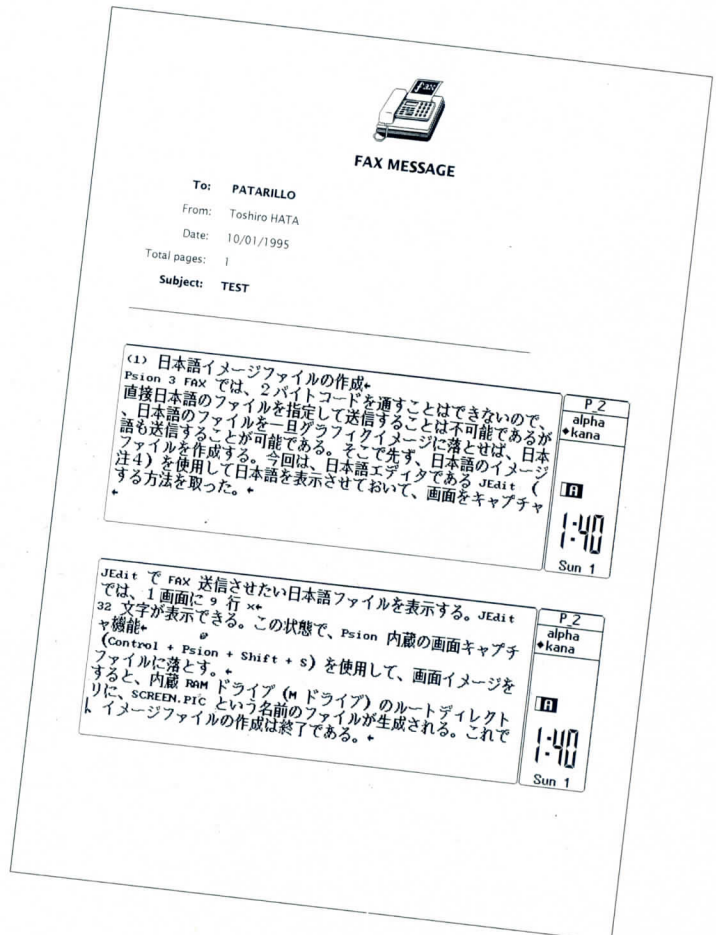 fax
FAX MESSAGE
To: PATARILLO
From: Toshiro HATA
Date: 10/01/1995
Total pages: 1
Subject: TEST
(1) 日本語イメージファイルの作成
Psion 3 FAX では、2バイトコードを通すことはできないので、
直接日本語のファイルを指定して送信することは不可能であるが
、日本語のファイルを一旦グラフィクイメージに落とせば、日本
語も送信することが可能である。そこで先ず、日本語のイメージ
ファイルを作成する。今回は、日本語エディタである JEdit (
注4) を使用して日本語を表示させておいて、画面をキャプチャ
する方法を取った。
P_2
alpha
◆kana
A
1:40
Sun 1
JEdit で FAX 送信させたい日本語ファイルを表示する。JEdit
では、1画面に 9 行 ×
32 文字が表示できる。この状態で、Psion 内蔵の画面キャプチ
ャ機能
(Control + Psion + Shift + S) を使用して、画面イメージを
ファイルに落とす。
すると、内蔵 RAM ドライブ (M ドライブ) のルートディレクト
リに、SCREEN.PIC という名前のファイルが生成される。これで
イメージファイルの作成は終了である。
P_2
alpha
◆kana
A
1:40
Sun 1